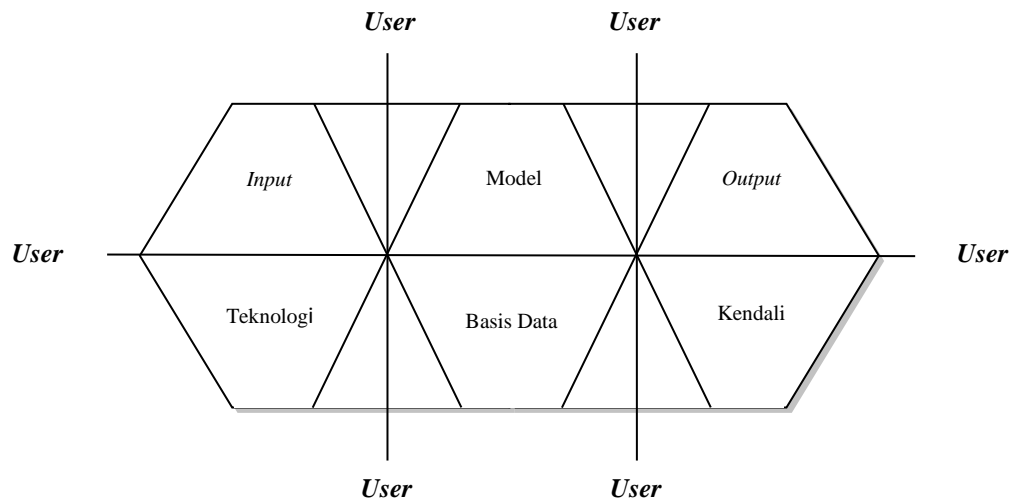 User User
Input Model Output
User User
Teknologi Basis Data Kendali
User User